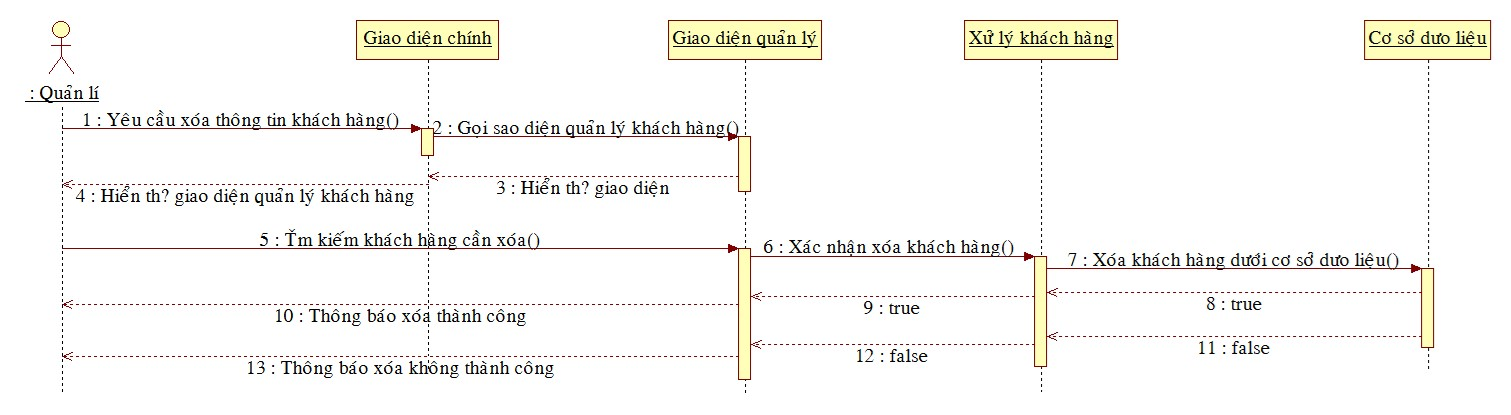 Giao diện chính
Giao diện quản lý
Xử lý khách hàng
Cơ sở dưo liệu
: Quản lí
1 : Yêu cầu xóa thông tin khách hàng()
2 : Gọi sao diện quản lý khách hàng()
3 : Hiển th? giao diện
4 : Hiển th? giao diện quản lý khách hàng
5 : Ťm kiếm khách hàng cần xóa()
6 : Xác nhận xóa khách hàng()
7 : Xóa khách hàng dưới cơ sở dưo liệu()
8 : true
9 : true
10 : Thông báo xóa thành công
11 : false
12 : false
13 : Thông báo xóa không thành công